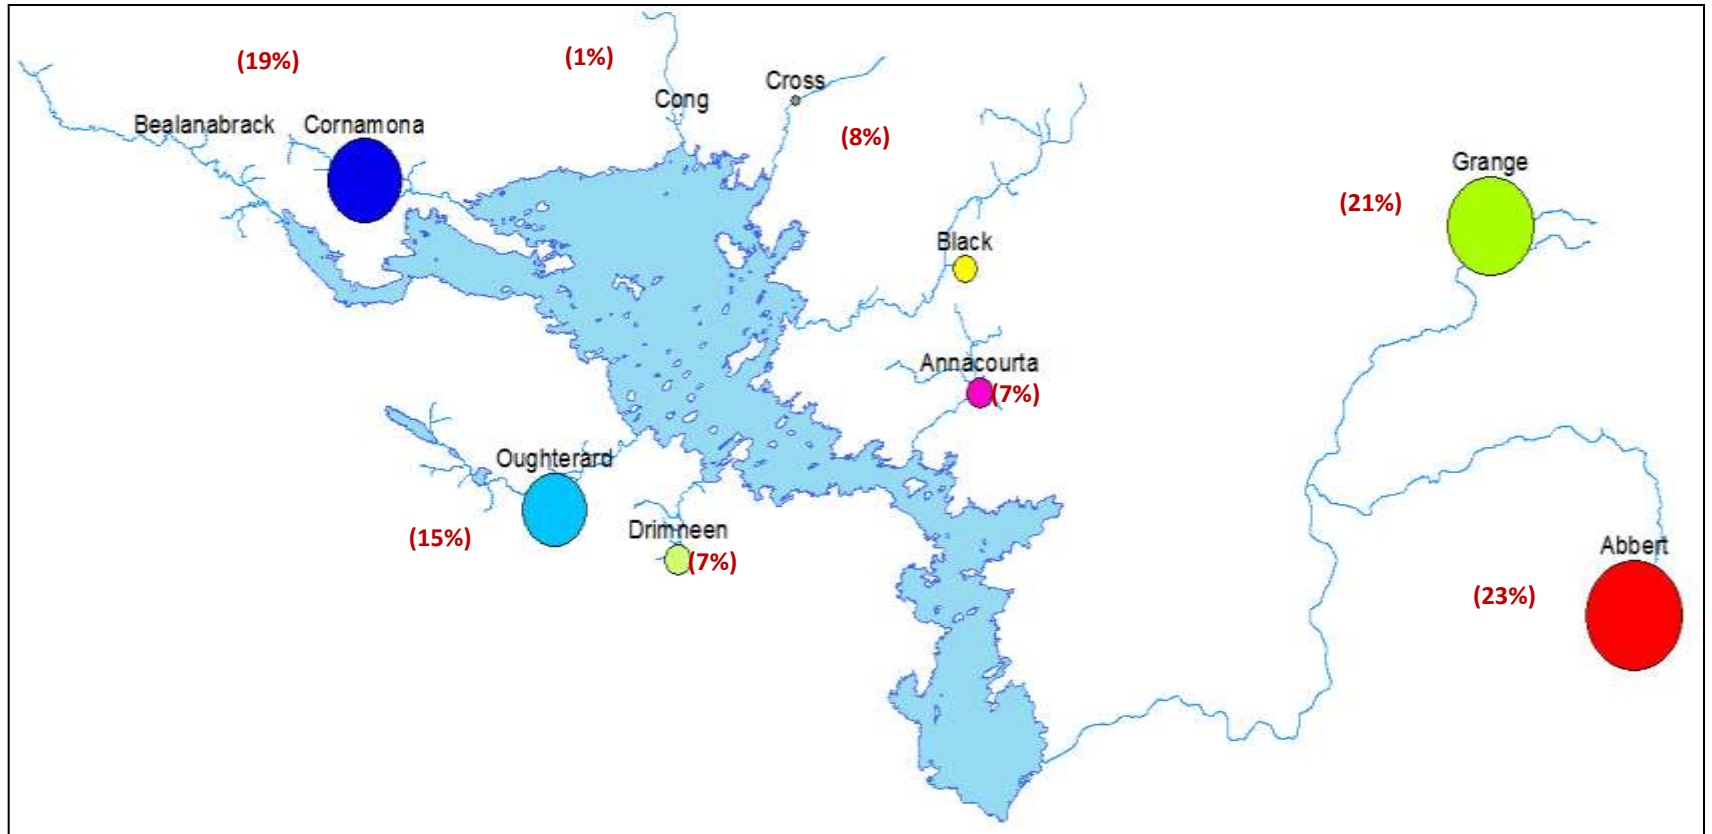 (19%)
(1%)
Cross
Cong
Bealanabrack
Cornamona
(8%)
Grange
(21%)
Black
Annacourta
(7%)
Oughterard
(15%)
Drimneen
(7%)
Abbert
(23%)